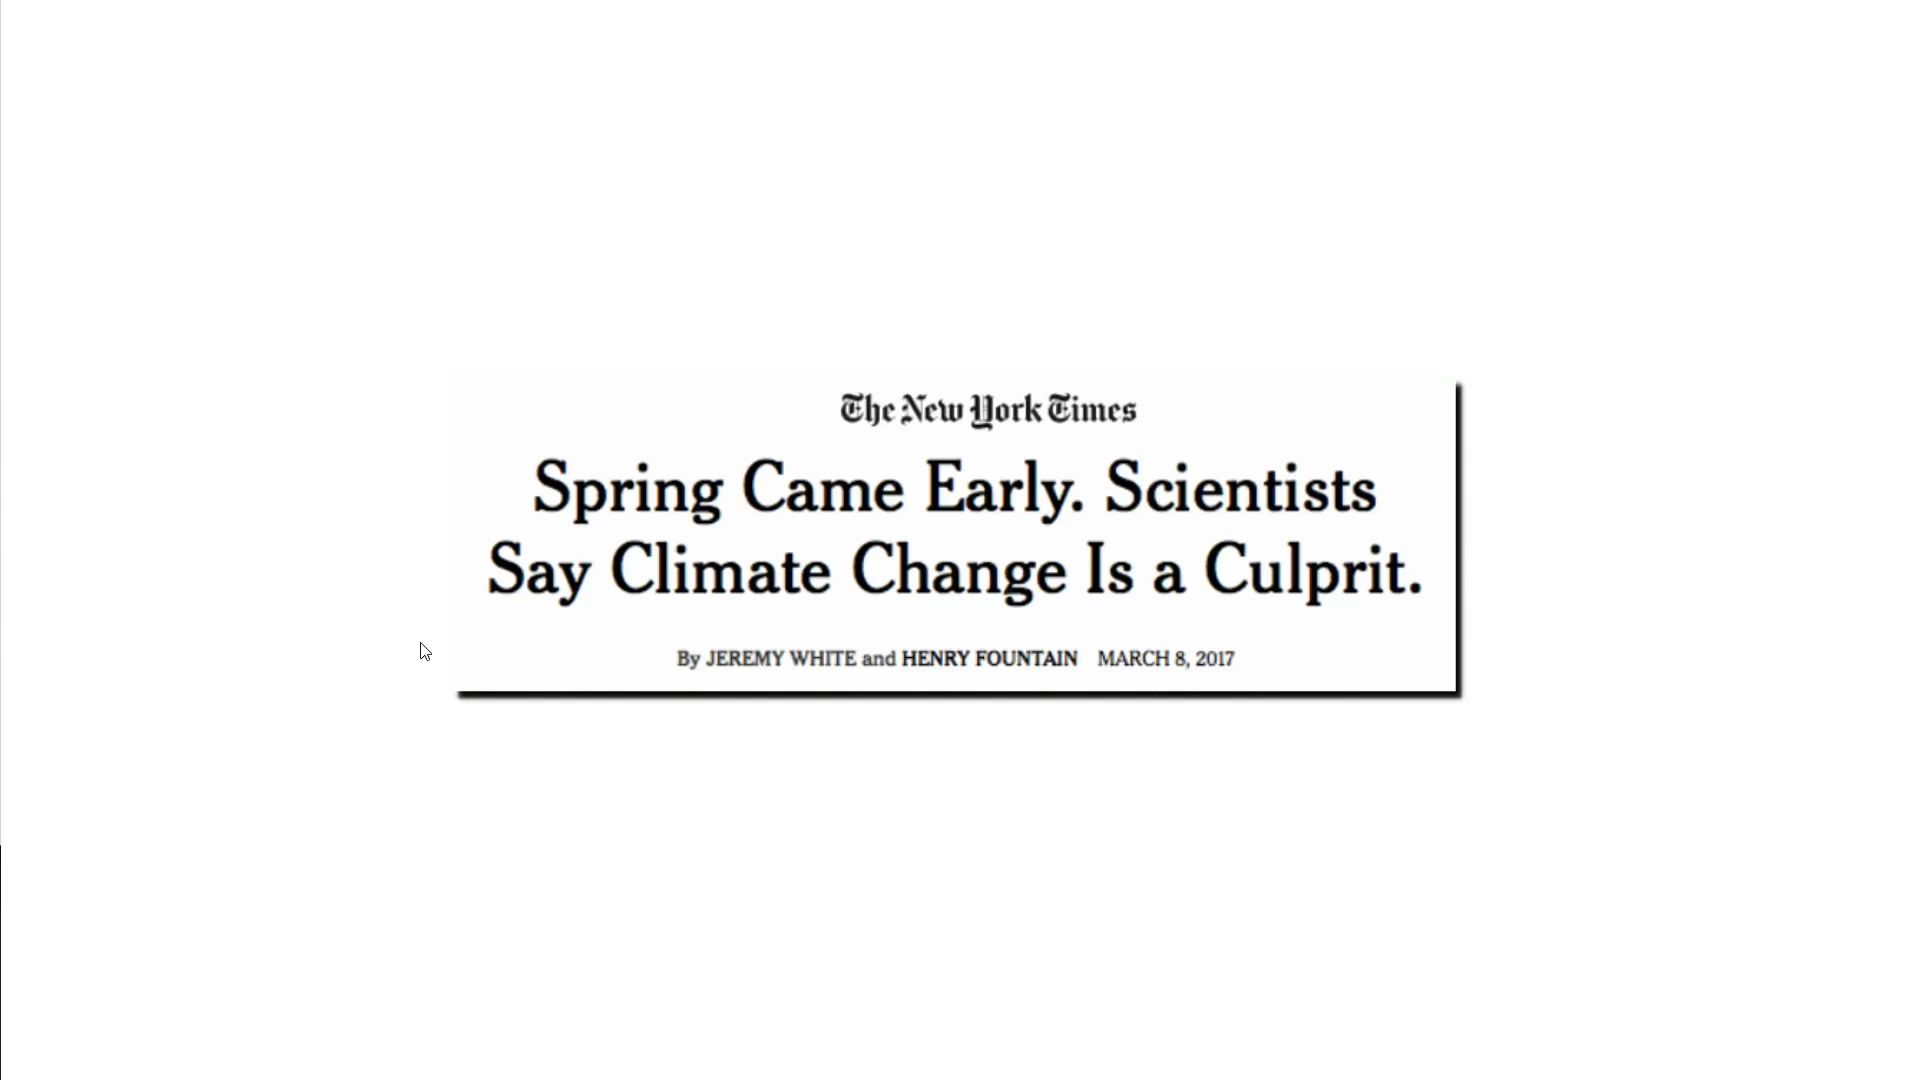 The New York Times
Spring Came Early. Scientists
Say Climate Change Is a Culprit.
By JEREMY WHITE and HENRY FOUNTAIN MARCH 8, 2017